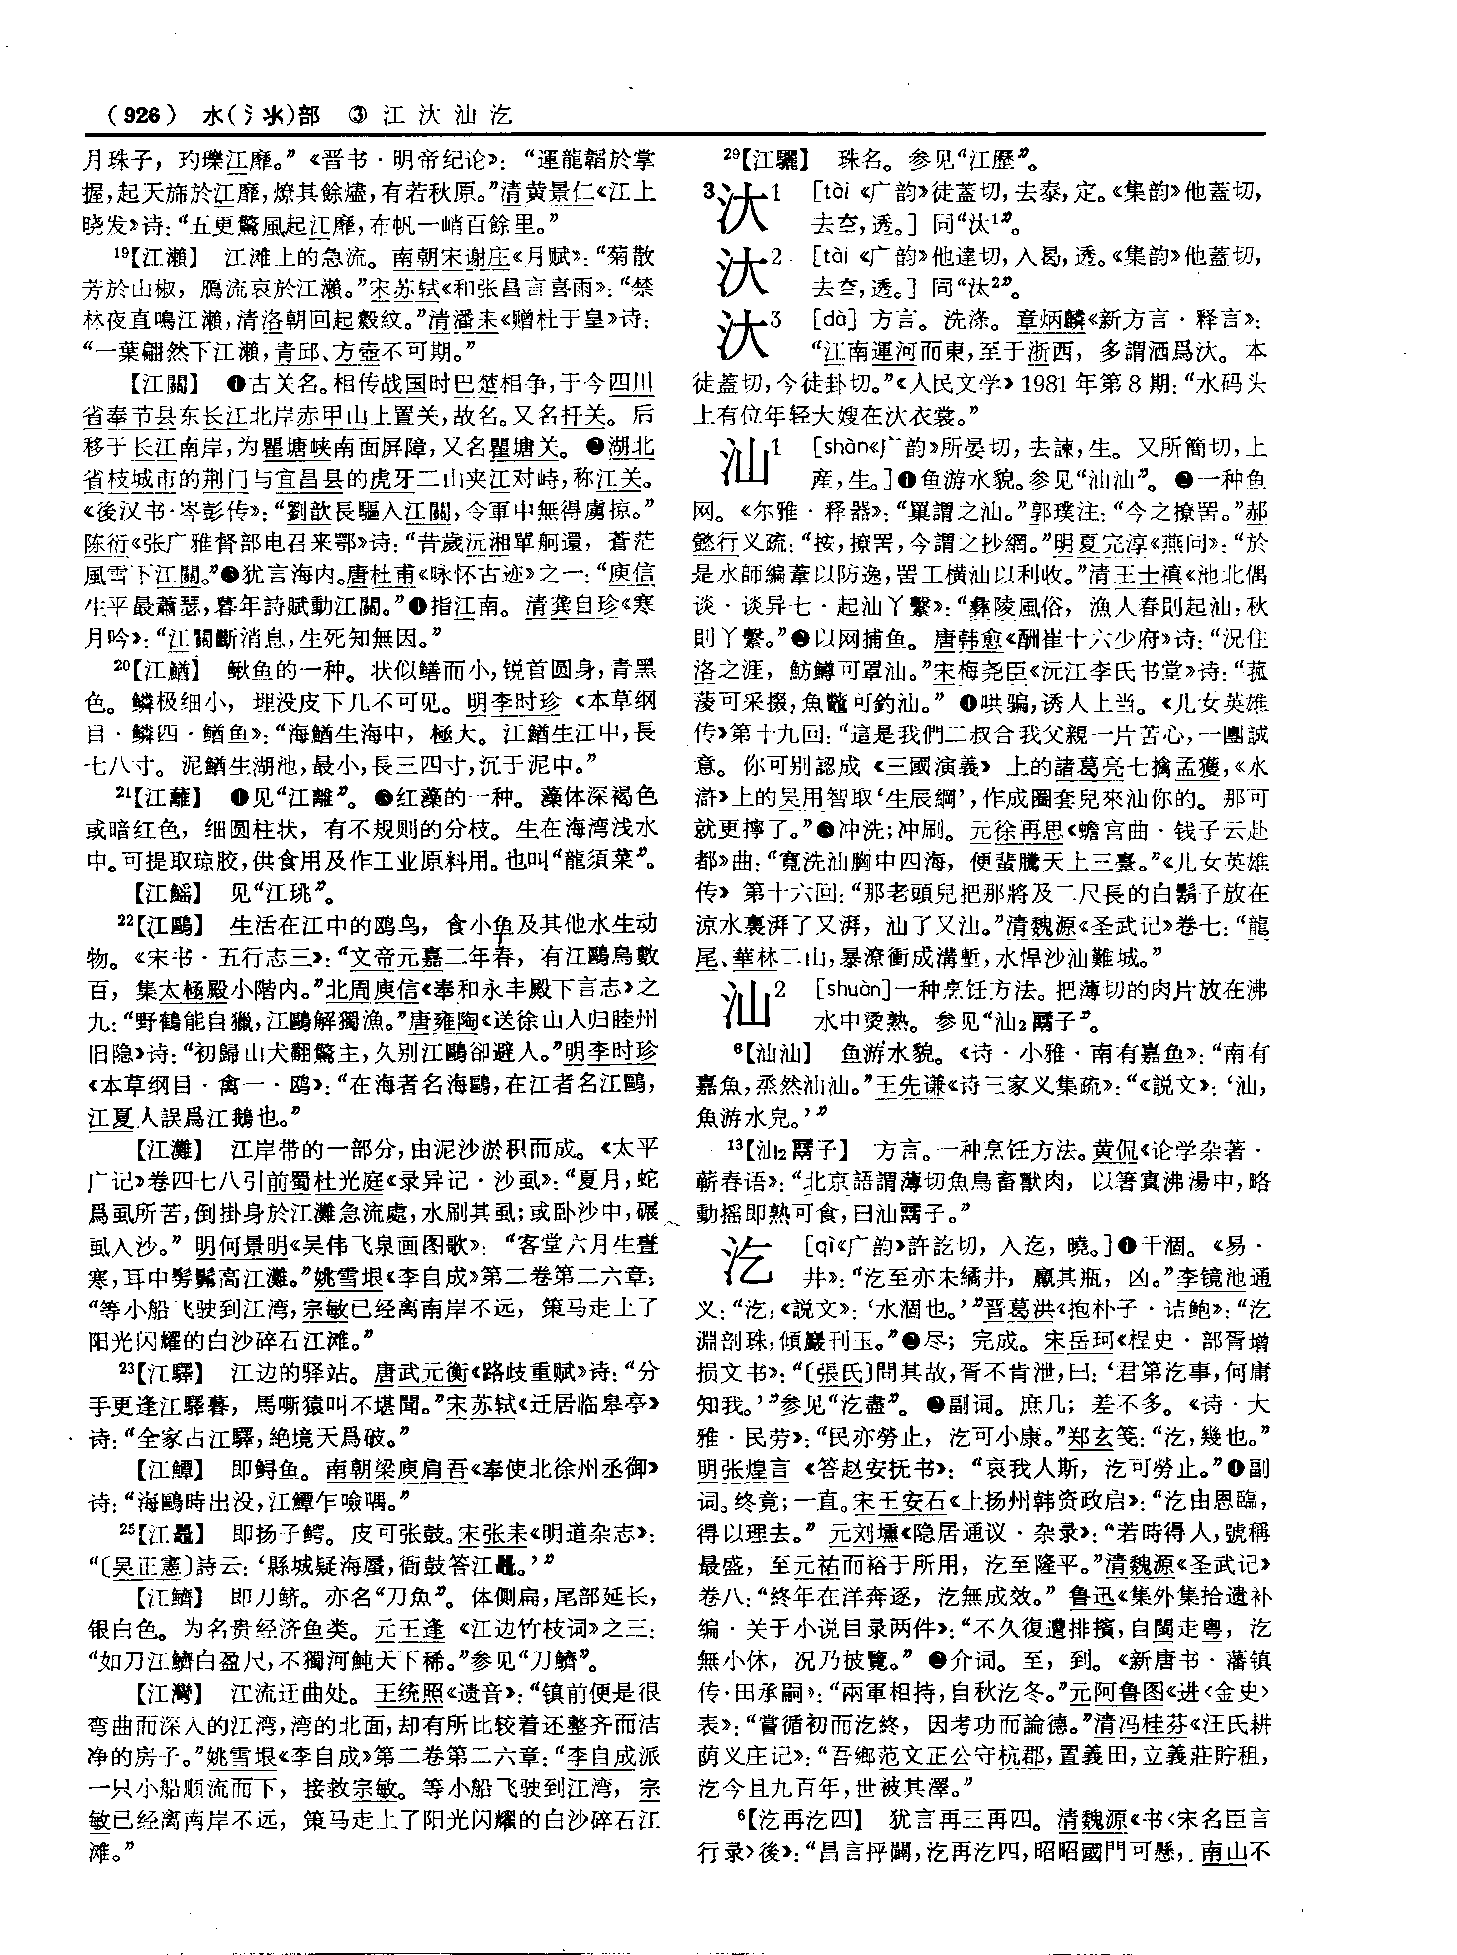 （926） 水(氵氺)部 ③ 江 汏 汕 汔
月珠子，玓瓅江靡。”《晋书·明帝纪论》：“運龍韜於掌
握，起天旆於江靡，燎其餘燼，有若秋原。”清黄景仁《江上
晓发》诗：“五更驚風起江靡，布帆一峭百餘里。”
19【江瀨】 江滩上的急流。南朝宋谢庄《月赋》：“菊散
芳於山椒，鴈流哀於江瀨。”宋苏轼《和张昌言喜雨》：“禁
林夜直鳴江瀨，清洛朝回起縠紋。”清潘耒《赠杜于皇》诗：
“一葉翩然下江瀨，青邱、方壺不可期。”
【江關】 ❶古关名。相传战国时巴楚相争，于今四川
省奉节县东长江北岸赤甲山上置关，故名。又名扞关。后
移于长江南岸，为瞿塘峡南面屏障，又名瞿塘关。❷湖北
省枝城市的荆门与宜昌县的虎牙二山夹江对峙，称江关。
《後汉书·岑彭传》：“劉歆長驅入江關，令軍中無得虜掠。”
陈衍《张广雅督部电召来鄂》诗：“昔歲沅湘單舸還，蒼茫
風雪下江關。”❸犹言海内。唐杜甫《咏怀古迹》之一：“庾信
生平最蕭瑟，暮年詩賦動江關。”❹指江南。清龚自珍《寒
月吟》：“江關斷消息，生死知無因。”
20【江鰌】 鳅鱼的一种。状似鳝而小，锐首圆身，青黑
色。鳞极细小，埋没皮下几不可见。明李时珍《本草纲
目·鳞四·鳝鱼》：“海鰌生海中，極大。江鰌生江中，長
七八寸。泥鰌生湖池，最小，長三四寸，沉于泥中。”
21【江蘺】 ❶见“江離”。❷红藻的一种。藻体深褐色
或暗红色，细圆柱状，有不规则的分枝。生在海湾浅水
中。可提取琼胶，供食用及作工业原料用。也叫“龍須菜”。
【江鰩】 见“江珧”。
22【江鷗】 生活在江中的鸥鸟，食小鱼及其他水生动
物。《宋书·五行志三》：“文帝元嘉二年春，有江鷗鳥數
百，集太極殿小階内。”北周庾信《奉和永丰殿下言志》之
九：“野鶴能自獵，江鷗解獨漁。”唐雍陶《送徐山人归睦州
旧隐》诗：“初歸山犬翻驚主，久别江鷗卻避人。”明李时珍
《本草纲目·禽一·鸥》：“在海者名海鷗，在江者名江鷗，
江夏人誤爲江鵝也。”
【江灘】 江岸带的一部分，由泥沙淤积而成。《太平
广记》卷四七八引前蜀杜光庭《录异记·沙虱》：“夏月，蛇
爲虱所苦，倒掛身於江灘急流處，水刷其虱；或卧沙中，碾
虱入沙。”明何景明《吴伟飞泉画图歌》：“客堂六月生晝
寒，耳中髣髴高江灘。”姚雪垠《李自成》第二卷第二六章：
“等小船飞驶到江湾，宗敏已经离南岸不远，策马走上了
阳光闪耀的白沙碎石江滩。”
23【江驛】 江边的驿站。唐武元衡《路歧重赋》诗：“分
手更逢江驛暮，馬嘶猿叫不堪聞。”宋苏轼《迁居临皋亭》
诗：“全家占江驛，絶境天爲破。”
【江鱏】 即鲟鱼。南朝梁庾肩吾《奉使北徐州丞御》
诗：“海鷗時出没，江鱏乍噞喁。”
25【江鼉】 即扬子鳄。皮可张鼓。宋张耒《明道杂志》：
“〔吴正憲〕詩云：‘縣城疑海蜃，衙鼓答江鼉。’”
【江鱭】 即刀鲚。亦名“刀魚”。体侧扁，尾部延长，
银白色。为名贵经济鱼类。元王逢《江边竹枝词》之三：
“如刀江鱭白盈尺，不獨河魨天下稀。”参见“刀鱭”。
【江灣】 江流迂曲处。王统照《遗音》：“镇前便是很
弯曲而深入的江湾，湾的北面，却有所比较着还整齐而洁
净的房子。”姚雪垠《李自成》第二卷第二六章：“李自成派
一只小船顺流而下，接救宗敏。等小船飞驶到江湾，宗
敏已经离南岸不远，策马走上了阳光闪耀的白沙碎石江
滩。”
29【江驪】 珠名。参见“江歷”。
3汏1 [tài《广韵》徒蓋切，去泰，定。《集韵》他蓋切，
去夳，透。] 同“汰1”。
汏2 [tài《广韵》他達切，入曷，透。《集韵》他蓋切，
去夳，透。] 同“汰2”。
汏3 [dà] 方言。洗涤。章炳麟《新方言·释言》：
“江南運河而東，至于浙西，多謂洒爲汏。本
徒蓋切，今徒卦切。”《人民文学》1981年第8期：“水码头
上有位年轻大嫂在汏衣裳。”
汕1 [shàn《广韵》所晏切，去諫，生。又所簡切，上
産，生。]❶鱼游水貌。参见“汕汕”。❷一种鱼
网。《尔雅·释器》：“罺謂之汕。”郭璞注：“今之撩罟。”郝
懿行义疏：“按，撩罟，今謂之抄網。”明夏完淳《燕问》：“於
是水師編葦以防逸，罟工横汕以利收。”清王士禛《池北偶
谈·谈异七·起汕丫繫》：“彝陵風俗，漁人春則起汕，秋
則丫繫。”❸以网捕鱼。唐韩愈《酬崔十六少府》诗：“況住
洛之涯，魴鱒可罩汕。”宋梅尧臣《沅江李氏书堂》诗：“菰
蔆可采掇，魚鼈可釣汕。” ❹哄骗，诱人上当。《儿女英雄
传》第十九回：“這是我們二叔合我父親一片苦心，一團誠
意。你可别認成《三國演義》上的諸葛亮七擒孟獲，《水
滸》上的吴用智取‘生辰綱’，作成圈套兒來汕你的。那可
就更擰了。”❺冲洗；冲刷。元徐再思《蟾宫曲·钱子云赴
都》曲：“寬洗汕胸中四海，便蜚騰天上三臺。”《儿女英雄
传》第十六回：“那老頭兒把那將及二尺長的白鬍子放在
涼水裏湃了又湃，汕了又汕。”清魏源《圣武记》卷七：“龍
尾、華林二山，暴潦衝成溝塹，水悍沙汕難城。”
汕2 [shuàn]一种烹饪方法。把薄切的肉片放在沸
水中烫熟。参见“汕2鬻子”。
6【汕汕】 鱼游水貌。《诗·小雅·南有嘉鱼》：“南有
嘉魚，烝然汕汕。”王先谦《诗三家义集疏》：“《説文》：‘汕，
魚游水皃。’”
13【汕2鬻子】 方言。一种烹饪方法。黄侃《论学杂著·
蕲春语》：“北京語謂薄切魚鳥畜獸肉，以箸寘沸湯中，略
動摇即熟可食，曰汕鬻子。”
汔 [qì《广韵》許訖切，入迄，曉。]❶干涸。《易·
井》：“汔至亦未繘井，羸其瓶，凶。”李镜池通
义：“汔，《説文》：‘水涸也。’”晋葛洪《抱朴子·诘鲍》：“汔
淵剖珠，傾巖刊玉。”❷尽；完成。宋岳珂《桯史·部胥增
损文书》：“〔張氏〕問其故，胥不肯泄，曰：‘君第汔事，何庸
知我。’”参见“汔盡”。❸副词。庶几；差不多。《诗·大
雅·民劳》：“民亦勞止，汔可小康。”郑玄笺：“汔，幾也。”
明张煌言《答赵安抚书》：“哀我人斯，汔可勞止。”❹副
词。终竟；一直。宋王安石《上扬州韩资政启》：“汔由恩臨，
得以理去。”元刘壎《隐居通议·杂录》：“若時得人，號稱
最盛，至元祐而裕于所用，汔至隆平。”清魏源《圣武记》
卷八：“終年在洋奔逐，汔無成效。”鲁迅《集外集拾遗补
编·关于小说目录两件》：“不久復遭排擯，自閩走粤，汔
無小休，况乃披覽。” ❺介词。至，到。《新唐书·藩镇
传·田承嗣》：“兩軍相持，自秋汔冬。”元阿鲁图《进〈金史〉
表》：“嘗循初而汔終，因考功而論德。”清冯桂芬《汪氏耕
荫义庄记》：“吾鄉范文正公守杭郡，置義田，立義莊貯租，
汔今且九百年，世被其澤。”
6【汔再汔四】 犹言再三再四。清魏源《书〈宋名臣言
行录〉後》：“昌言抨闢，汔再汔四，昭昭國門可懸，南山不